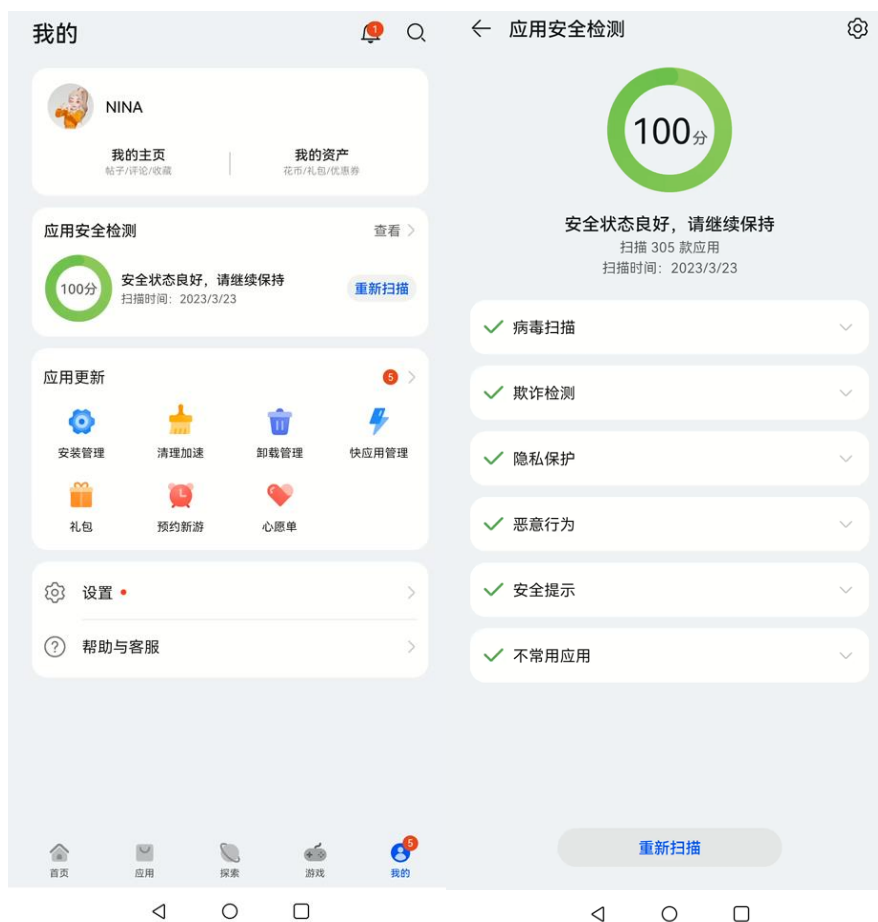 我的
1
NINA
我的主页
帖子/评论/收藏
我的资产
花币/礼包/优惠券
应用安全检测
查看
100分
安全状态良好，请继续保持
扫描时间：2023/3/23
重新扫描
应用更新
5
安装管理
清理加速
卸载管理
快应用管理
礼包
预约新游
心愿单
设置
帮助与客服
首页
应用
探索
游戏
5
我的
应用安全检测
100分
安全状态良好，请继续保持
扫描 305 款应用
扫描时间：2023/3/23
病毒扫描
欺诈检测
隐私保护
恶意行为
安全提示
不常用应用
重新扫描